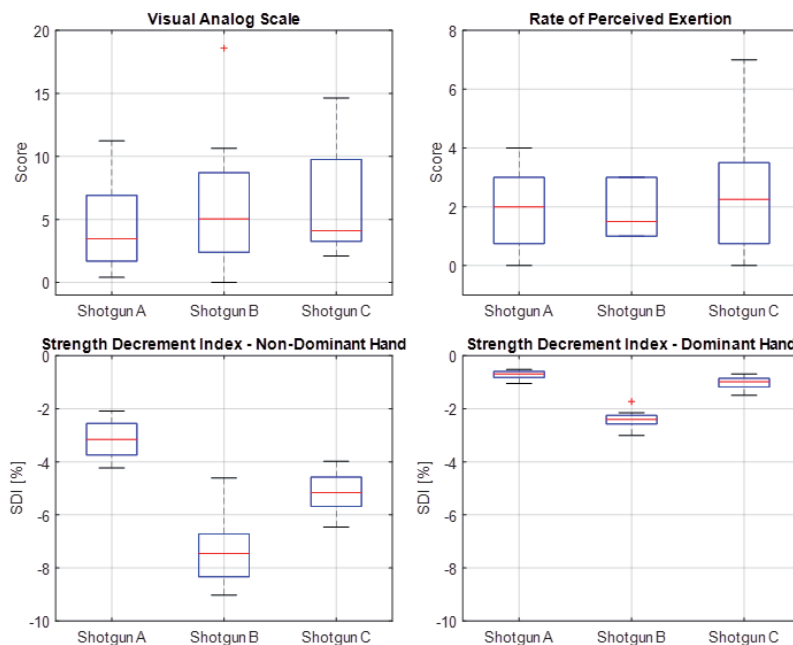 Visual Analog Scale
20
15
10
5
0
Score
Shotgun A
Shotgun B
Shotgun C
Rate of Perceived Exertion
8
6
4
2
0
Score
Shotgun A
Shotgun B
Shotgun C
Strength Decrement Index - Non-Dominant Hand
0
-2
-4
-6
-8
-10
SDI [%]
Shotgun A
Shotgun B
Shotgun C
Strength Decrement Index - Dominant Hand
0
-2
-4
-6
-8
-10
SDI [%]
Shotgun A
Shotgun B
Shotgun C